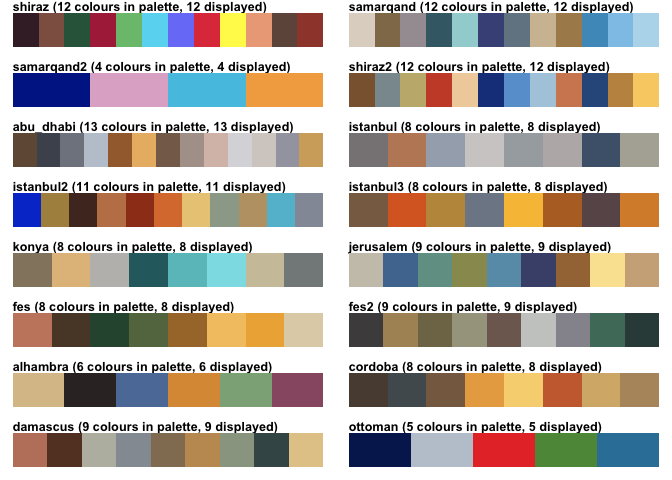 shiraz (12 colours in palette, 12 displayed)
samarqand (12 colours in palette, 12 displayed)
samarqand2 (4 colours in palette, 4 displayed)
shiraz2 (12 colours in palette, 12 displayed)
abu_dhabi (13 colours in palette, 13 displayed)
istanbul (8 colours in palette, 8 displayed)
istanbul2 (11 colours in palette, 11 displayed)
istanbul3 (8 colours in palette, 8 displayed)
konya (8 colours in palette, 8 displayed)
jerusalem (9 colours in palette, 9 displayed)
fes (8 colours in palette, 8 displayed)
fes2 (9 colours in palette, 9 displayed)
alhambra (6 colours in palette, 6 displayed)
cordoba (8 colours in palette, 8 displayed)
damascus (9 colours in palette, 9 displayed)
ottoman (5 colours in palette, 5 displayed)